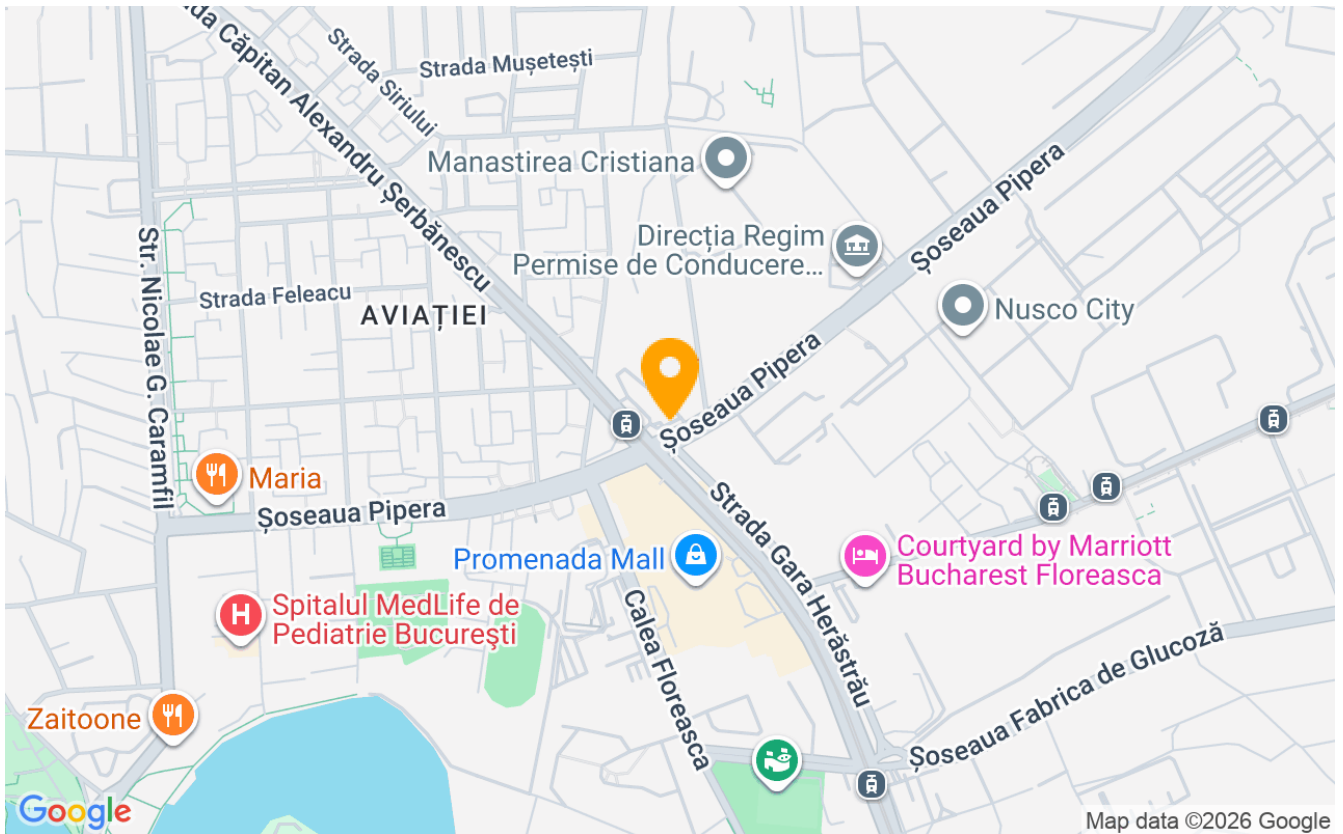 da Căpitan Alexandru Șerbănescu
Strada Siriului
Strada Mușetești
Manastirea Cristiana
Șoseaua Pipera
Direcția Regim
Permise de Conducere...
Str. Nicolae G. Caramfil
Strada Feleacu
AVIAȚIEI
Nusco City
Șoseaua Pipera
Maria
Șoseaua Pipera
Strada Gara Herăstrău
Promenada Mall
Courtyard by Marriott
Bucharest Floreasca
Spitalul MedLife de
Pediatrie Bucureşti
H
Calea Floreasca
Șoseaua Fabrica de Glucoză
Zaitoone
Google
Map data ©2026 Google